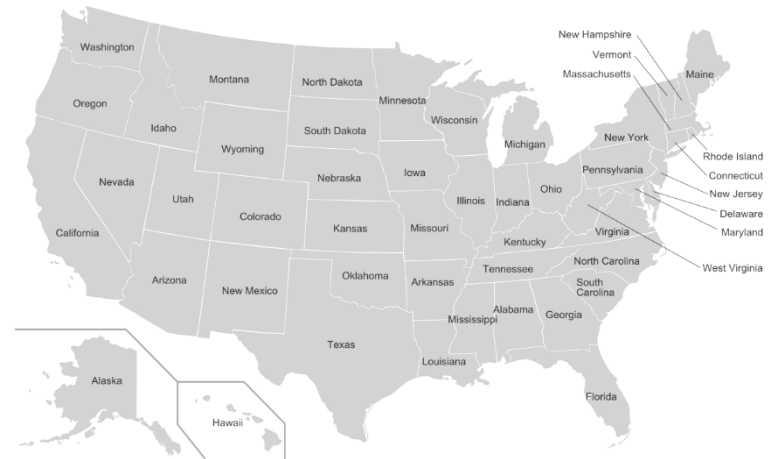 New Hampshire
Vermont
Massachusetts
Washington
Montana
North Dakota
Minnesota
Maine
Oregon
Idaho
Wyoming
South Dakota
Wisconsin
Michigan
New York
Rhode Island
Connecticut
New Jersey
Delaware
Maryland
West Virginia
Nevada
Utah
Colorado
Nebraska
Iowa
Illinois
Indiana
Ohio
Pennsylvania
California
Kansas
Missouri
Kentucky
Virginia
Arizona
New Mexico
Oklahoma
Arkansas
Tennessee
North Carolina
South
Carolina
Texas
Louisiana
Mississippi
Alabama
Georgia
Florida
Alaska
Hawaii